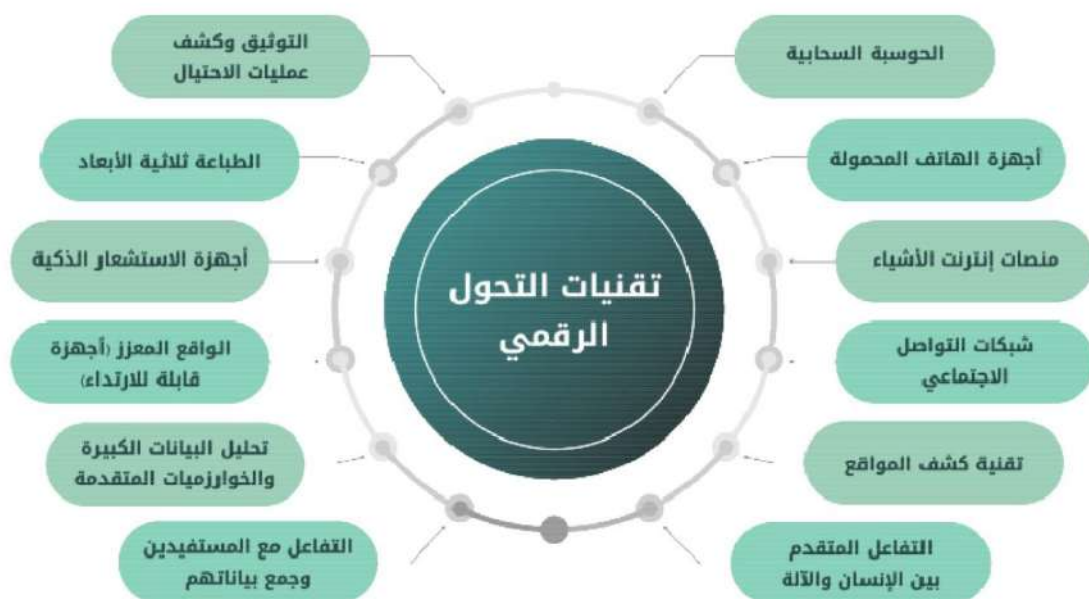 تقنيات التحول
الرقمي
الحوسبة السحابية
أجهزة الهاتف المحمولة
منصات إنترنت الأشياء
شبكات التواصل
الاجتماعي
تقنية كشف المواقع
التفاعل المتقدم
بين الإنسان والآلة
التوثيق وكشف
عمليات الاحتيال
الطباعة ثلاثية الأبعاد
أجهزة الاستشعار الذكية
الواقع المعزز (أجهزة
قابلة للارتداء)
تحليل البيانات الكبيرة
والخوارزميات المتقدمة
التفاعل مع المستفيدين
وجمع بياناتهم